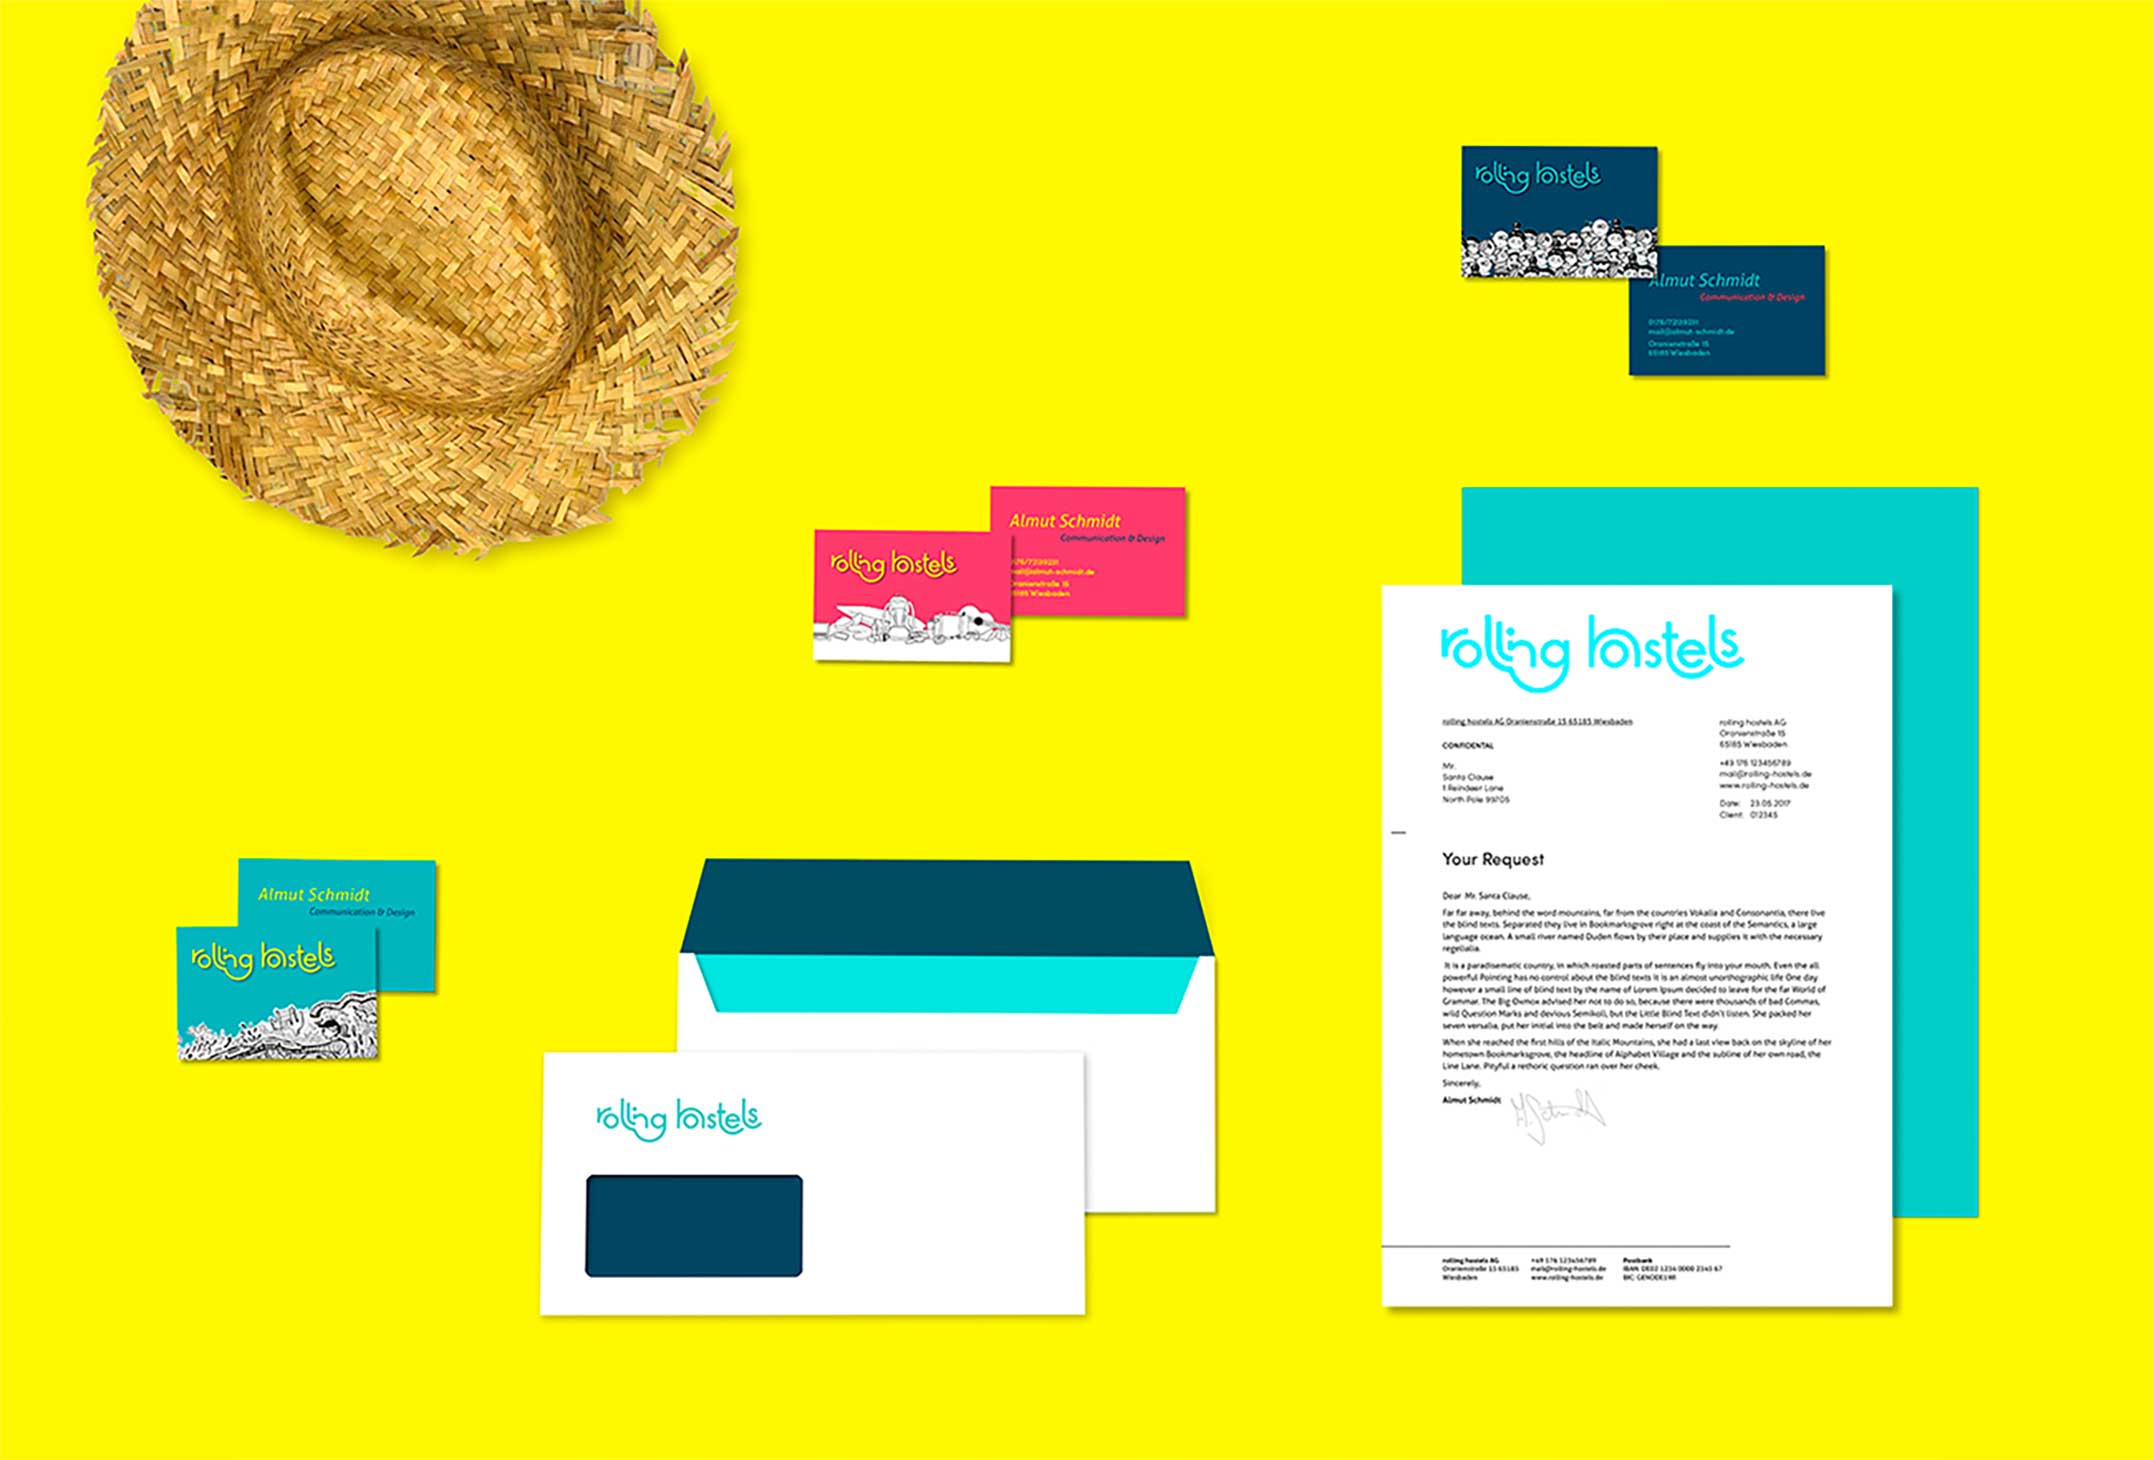 rolling hostels
Almut Schmidt
Communication & Design
mail@almut-schmidt.de
Oranienstraße 15
65185 Wiesbaden
Almut Schmidt
Communication & Design
rolling hostels
mail@almut-schmidt.de
Oranienstraße 15
65185 Wiesbaden
rolling hostels
rolling hostels AG Oranienstraße 15 65185 Wiesbaden
CONFIDENTAL
Mr.
Santa Clause
1 Reindeer Lane
North Pole 99705
rolling hostels AG
Oranienstraße 15
65185 Wiesbaden
+49 176 123456789
mail@rolling-hostels.de
www.rolling-hostels.de
Date: 23.05.2017
Client: 012345
Your Request
Dear Mr. Santa Clause,
Far far away, behind the word mountains, far from the countries Vokalia and Consonantia, there live
the blind texts. Separated they live in Bookmarksgrove right at the coast of the Semantics, a large
language ocean. A small river named Duden flows by their place and supplies it with the necessary
regelialia.
It is a paradisematic country, in which roasted parts of sentences fly into your mouth. Even the all
powerful Pointing has no control about the blind texts it is an almost unorthographic life One day
however a small line of blind text by the name of Lorem Ipsum decided to leave for the far World of
Grammar. The Big Oxmox advised her not to do so, because there were thousands of bad Commas,
wild Question Marks and devious Semikoli, but the Little Blind Text didn't listen. She packed her
seven versalia, put her initial into the belt and made herself on the way.
When she reached the first hills of the Italic Mountains, she had a last view back on the skyline of her
hometown Bookmarksgrove, the headline of Alphabet Village and the subline of her own road, the
Line Lane. Pityful a rethoric question ran over her cheek.
Sincerely,
Almut Schmidt
A. Schmidt
rolling hostels AG
Oranienstraße 15 65185
Wiesbaden
+49 176 123456789
mail@rolling-hostels.de
www.rolling-hostels.de
Postbank
IBAN: DE02 1234 0000 2345 67
Almut Schmidt
Communication & Design
rolling hostels
rolling hostels